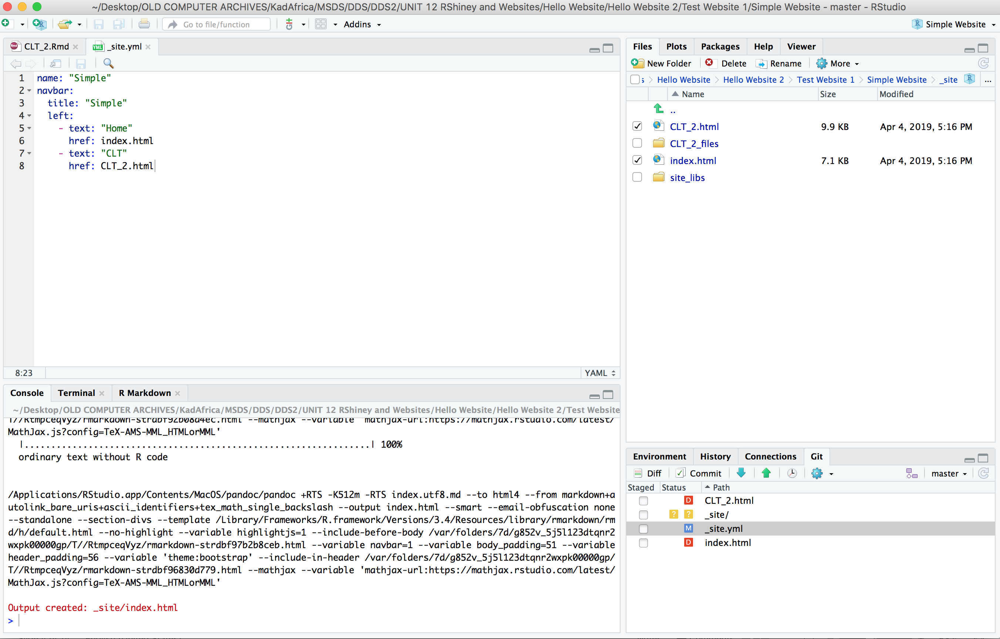 ~/Desktop/OLD COMPUTER ARCHIVES/KadAfrica/MSDS/DDS/DDS2/UNIT 12 RShiney and Websites/Hello Website/Hello Website 2/Test Website 1/Simple Website - master - RStudio
Go to file/function
Addins
Simple Website
CLT_2.Rmd
_site.yml
1 name: "Simple"
2 navbar:
3 title: "Simple"
4 left:
5 - text: "Home"
6 href: index.html
7 - text: "CLT"
8 href: CLT_2.html
8:23
YAML
Console Terminal R Markdown
~/Desktop/OLD COMPUTER ARCHIVES/KadAfrica/MSDS/DDS/DDS2/UNIT 12 RShiney and Websites/Hello Website/Hello Website 2/Test Website
T//RtmpceqVyz/rmarkdown-strdbf92b08d4ec.html --mathjax --variable 'mathjax-url:https://mathjax.rstudio.com/latest/
MathJax.js?config=TeX-AMS-MML_HTMLorMML'
|.................................................................| 100%
ordinary text without R code
/Applications/RStudio.app/Contents/MacOS/pandoc/pandoc +RTS -K512m -RTS index.utf8.md --to html4 --from markdown+a
utolink_bare_uris+ascii_identifiers+tex_math_single_backslash --output index.html --smart --email-obfuscation none
--standalone --section-divs --template /Library/Frameworks/R.framework/Versions/3.4/Resources/library/rmarkdown/rm
d/h/default.html --no-highlight --variable highlightjs=1 --include-before-body /var/folders/7d/g852v_5j5l123dtqnr2
wxpk00000gp/T//RtmpceqVyz/rmarkdown-strdbf97b2b8ceb.html --variable navbar=1 --variable body_padding=51 --variable
header_padding=56 --variable 'theme:bootstrap' --include-in-header /var/folders/7d/g852v_5j5l123dtqnr2wxpk00000gp/
T//RtmpceqVyz/rmarkdown-strdbf96830d779.html --mathjax --variable 'mathjax-url:https://mathjax.rstudio.com/latest/
MathJax.js?config=TeX-AMS-MML_HTMLorMML'
Output created: _site/index.html
>
Files Plots Packages Help Viewer
New Folder Delete Rename More
s Hello Website Hello Website 2 Test Website 1 Simple Website _site ...
Name Size Modified
..
CLT_2.html 9.9 KB Apr 4, 2019, 5:16 PM
CLT_2_files
index.html 7.1 KB Apr 4, 2019, 5:16 PM
site_libs
Environment History Connections Git
Diff Commit master
Staged Status Path
D CLT_2.html
? ? _site/
M _site.yml
D index.html